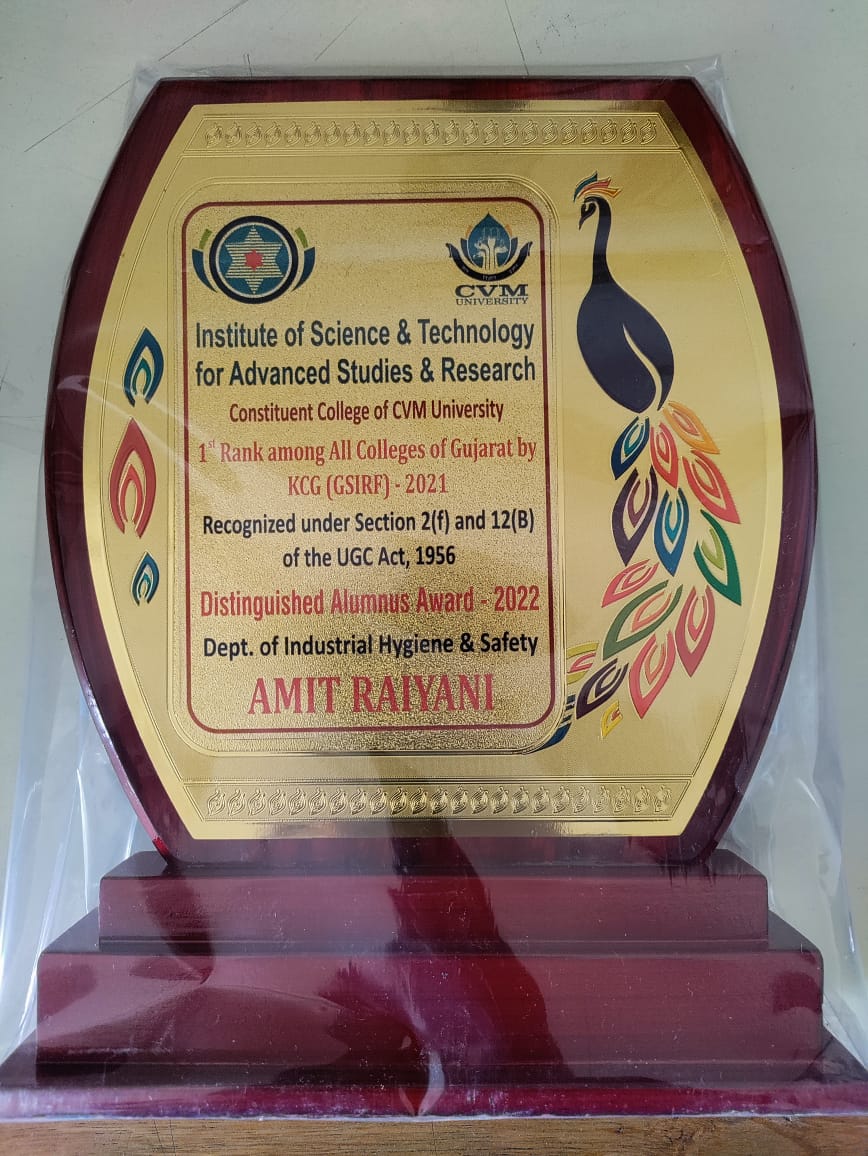 CVM
UNIVERSITY
Institute of Science & Technology
for Advanced Studies & Research
Constituent College of CVM University
1st Rank among All Colleges of Gujarat by
KCG (GSIRF) - 2021
Recognized under Section 2(f) and 12(B)
of the UGC Act, 1956
Distinguished Alumnus Award - 2022
Dept. of Industrial Hygiene & Safety
AMIT RAIYANI